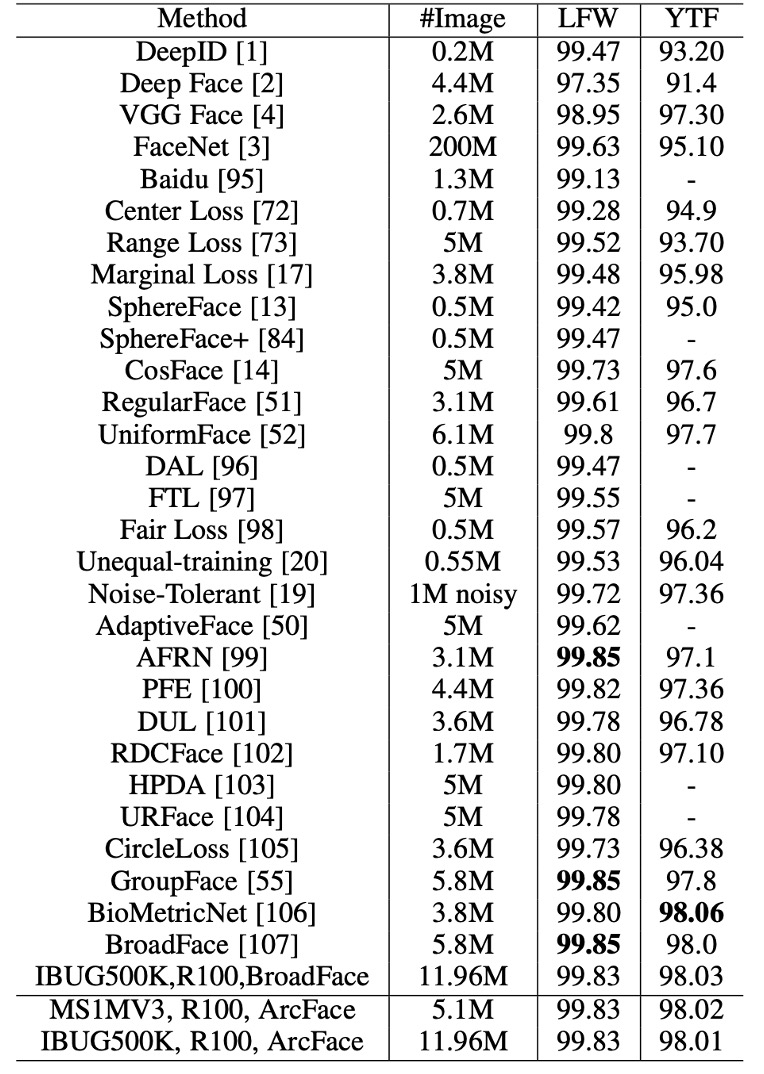 Method #Image LFW YTF
DeepID [1] 0.2M 99.47 93.20
Deep Face [2] 4.4M 97.35 91.4
VGG Face [4] 2.6M 98.95 97.30
FaceNet [3] 200M 99.63 95.10
Baidu [95] 1.3M 99.13 -
Center Loss [72] 0.7M 99.28 94.9
Range Loss [73] 5M 99.52 93.70
Marginal Loss [17] 3.8M 99.48 95.98
SphereFace [13] 0.5M 99.42 95.0
SphereFace+ [84] 0.5M 99.47 -
CosFace [14] 5M 99.73 97.6
RegularFace [51] 3.1M 99.61 96.7
UniformFace [52] 6.1M 99.8 97.7
DAL [96] 0.5M 99.47 -
FTL [97] 5M 99.55 -
Fair Loss [98] 0.5M 99.57 96.2
Unequal-training [20] 0.55M 99.53 96.04
Noise-Tolerant [19] 1M noisy 99.72 97.36
AdaptiveFace [50] 5M 99.62 -
AFRN [99] 3.1M 99.85 97.1
PFE [100] 4.4M 99.82 97.36
DUL [101] 3.6M 99.78 96.78
RDCFace [102] 1.7M 99.80 97.10
HPDA [103] 5M 99.80 -
URFace [104] 5M 99.78 -
CircleLoss [105] 3.6M 99.73 96.38
GroupFace [55] 5.8M 99.85 97.8
BioMetricNet [106] 3.8M 99.80 98.06
BroadFace [107] 5.8M 99.85 98.0
IBUG500K,R100,BroadFace 11.96M 99.83 98.03
MS1MV3, R100, ArcFace 5.1M 99.83 98.02
IBUG500K, R100, ArcFace 11.96M 99.83 98.01